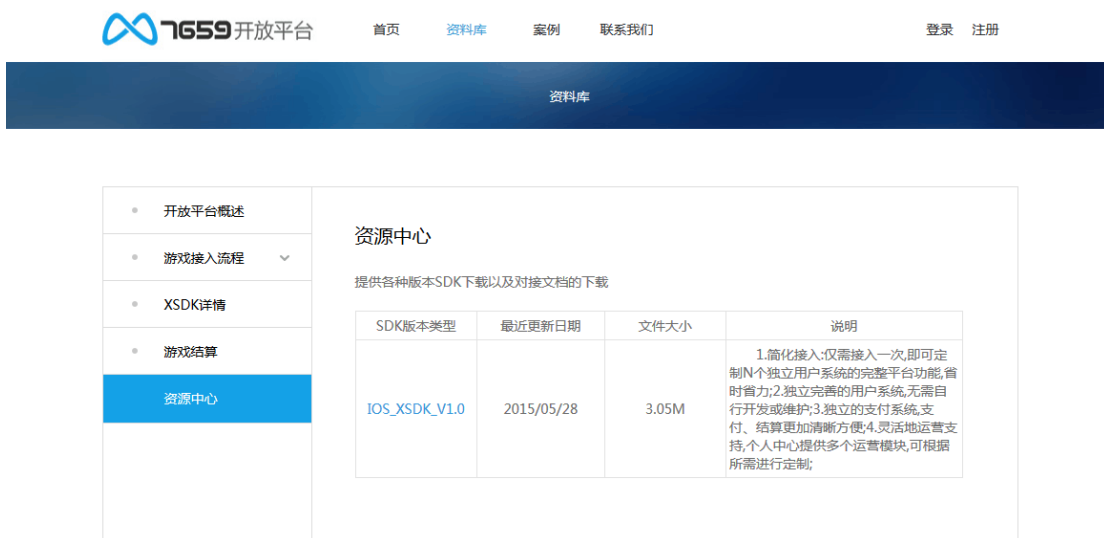 7659开放平台 首页 资料库 案例 联系我们 登录 注册
资料库
开放平台概述
游戏接入流程
XSDK详情
游戏结算
资源中心
资源中心
提供各种版本SDK下载以及对接文档的下载
SDK版本类型 最近更新日期 文件大小 说明
IOS_XSDK_V1.0 2015/05/28 3.05M
1.简化接入:仅需接入一次,即可定
制N个独立用户系统的完整平台功能,省
时省力;2.独立完善的用户系统,无需自
行开发或维护;3.独立的支付系统,支
付、结算更加清晰方便;4.灵活地运营支
持,个人中心提供多个运营模块,可根据
所需进行定制;